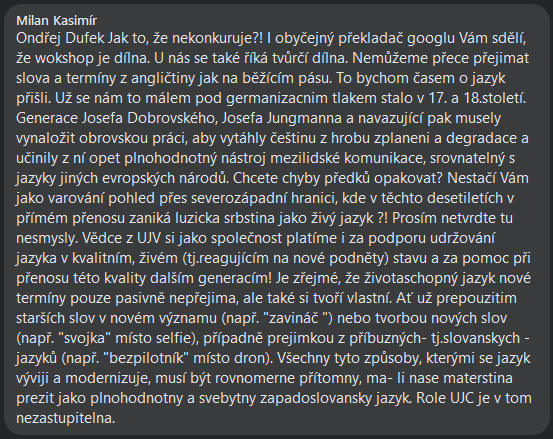 Milan Kasimír
Ondřej Dufek Jak to, že nekonkuruje?! I obyčejný překladač googlu Vám sdělí,
že wokshop je dílna. U nás se také říká tvůrčí dílna. Nemůžeme přece přejimat
slova a termíny z angličtiny jak na běžícím pásu. To bychom časem o jazyk
přišli. Už se nám to málem pod germanizacnim tlakem stalo v 17. a 18.století.
Generace Josefa Dobrovského, Josefa Jungmanna a navazující pak musely
vynaložit obrovskou práci, aby vytáhly češtinu z hrobu zplaneni a degradace a
učinily z ní opet plnohodnotný nástroj mezilidské komunikace, srovnatelný s
jazyky jiných evropských národů. Chcete chyby předků opakovat? Nestačí Vám
jako varování pohled přes severozápadní hranici, kde v těchto desetiletích v
přímém přenosu zaniká luzicka srbstina jako živý jazyk ?! Prosím netvrdte tu
nesmysly. Vědce z UJV si jako společnost platíme i za podporu udržování
jazyka v kvalitním, živém (tj.reagujícím na nové podněty) stavu a za pomoc při
přenosu této kvality dalším generacím! Je zřejmé, že životaschopný jazyk nové
termíny pouze pasivně nepřejima, ale také si tvoří vlastní. Ať už prepouzitim
starších slov v novém významu (např. "zavináč ") nebo tvorbou nových slov
(např. "svojka" místo selfie), případně prejimkou z příbuzných- tj.slovanskych -
jazyků (např. "bezpilotník" místo dron). Všechny tyto způsoby, kterými se jazyk
výviji a modernizuje, musí být rovnomerne přítomny, ma- li nase materstina
prezit jako plnohodnotny a svebytny zapadoslovansky jazyk. Role UJC je v tom
nezastupitelna.